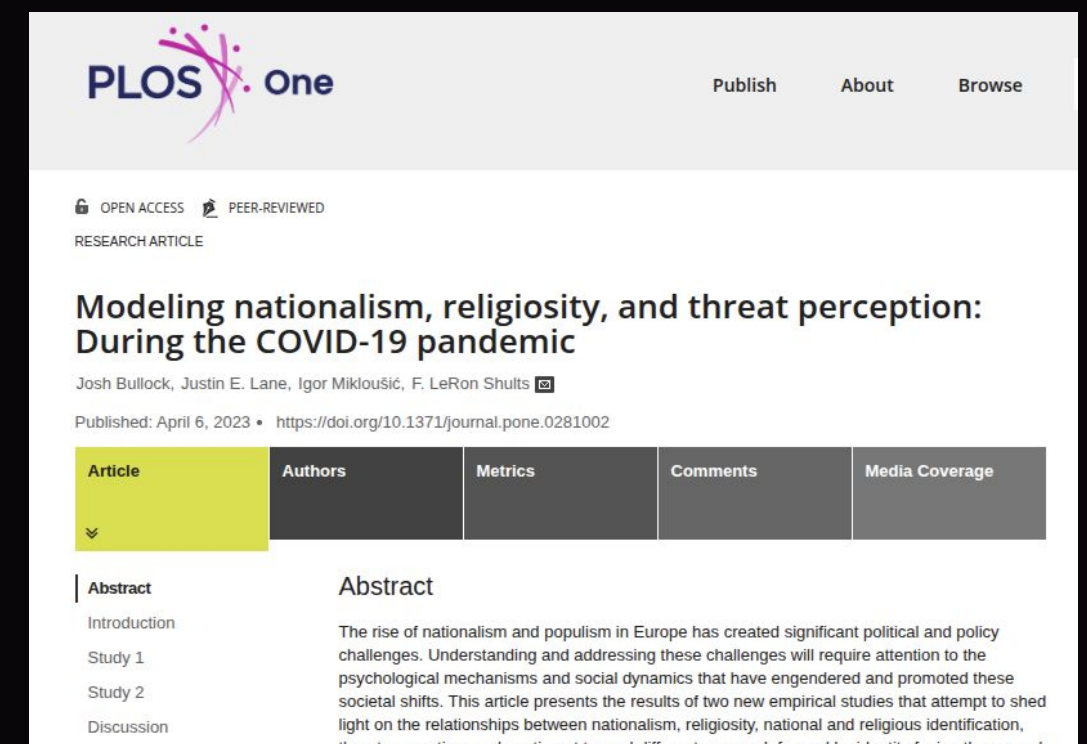 PLOS One
Publish About Browse
OPEN ACCESS PEER-REVIEWED
RESEARCH ARTICLE
Modeling nationalism, religiosity, and threat perception:
During the COVID-19 pandemic
Josh Bullock, Justin E. Lane, Igor Mikloušić, F. LeRon Shults
Published: April 6, 2023 • https://doi.org/10.1371/journal.pone.0281002
Article Authors Metrics Comments Media Coverage
Abstract
Introduction
Study 1
Study 2
Discussion
Abstract
The rise of nationalism and populism in Europe has created significant political and policy
challenges. Understanding and addressing these challenges will require attention to the
psychological mechanisms and social dynamics that have engendered and promoted these
societal shifts. This article presents the results of two new empirical studies that attempt to shed
light on the relationships between nationalism, religiosity, national and religious identification,